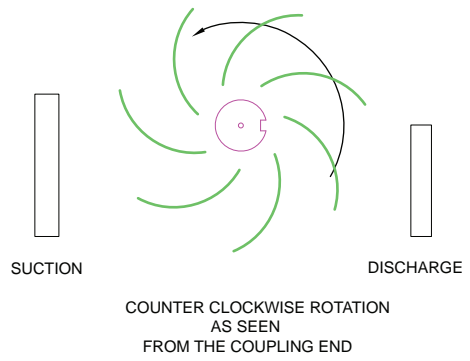 SUCTION
DISCHARGE
COUNTER CLOCKWISE ROTATION
AS SEEN
FROM THE COUPLING END